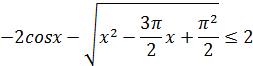 -2cosx - √(x² - 3π/2 x + π²/2) ≤ 2